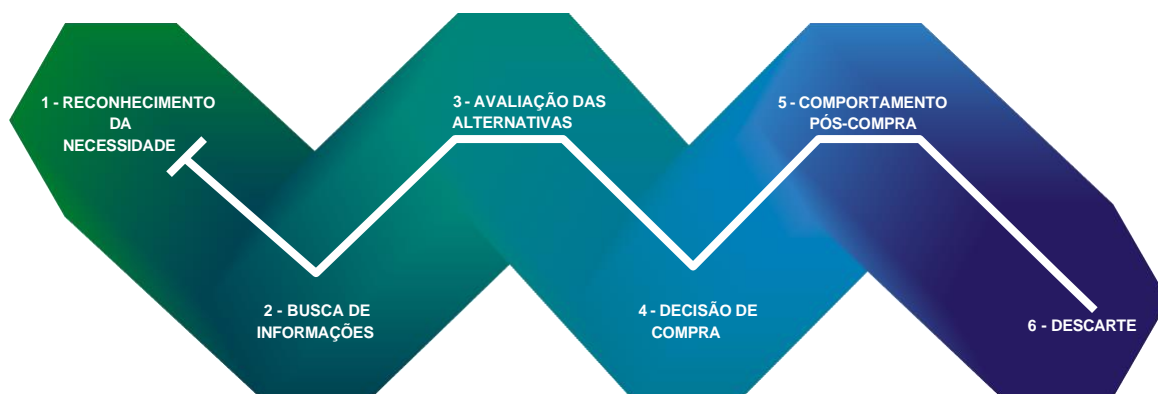 1 - RECONHECIMENTO
DA
NECESSIDADE
2 - BUSCA DE
INFORMAÇÕES
3 - AVALIAÇÃO DAS
ALTERNATIVAS
4 - DECISÃO DE
COMPRA
5 - COMPORTAMENTO
PÓS-COMPRA
6 - DESCARTE